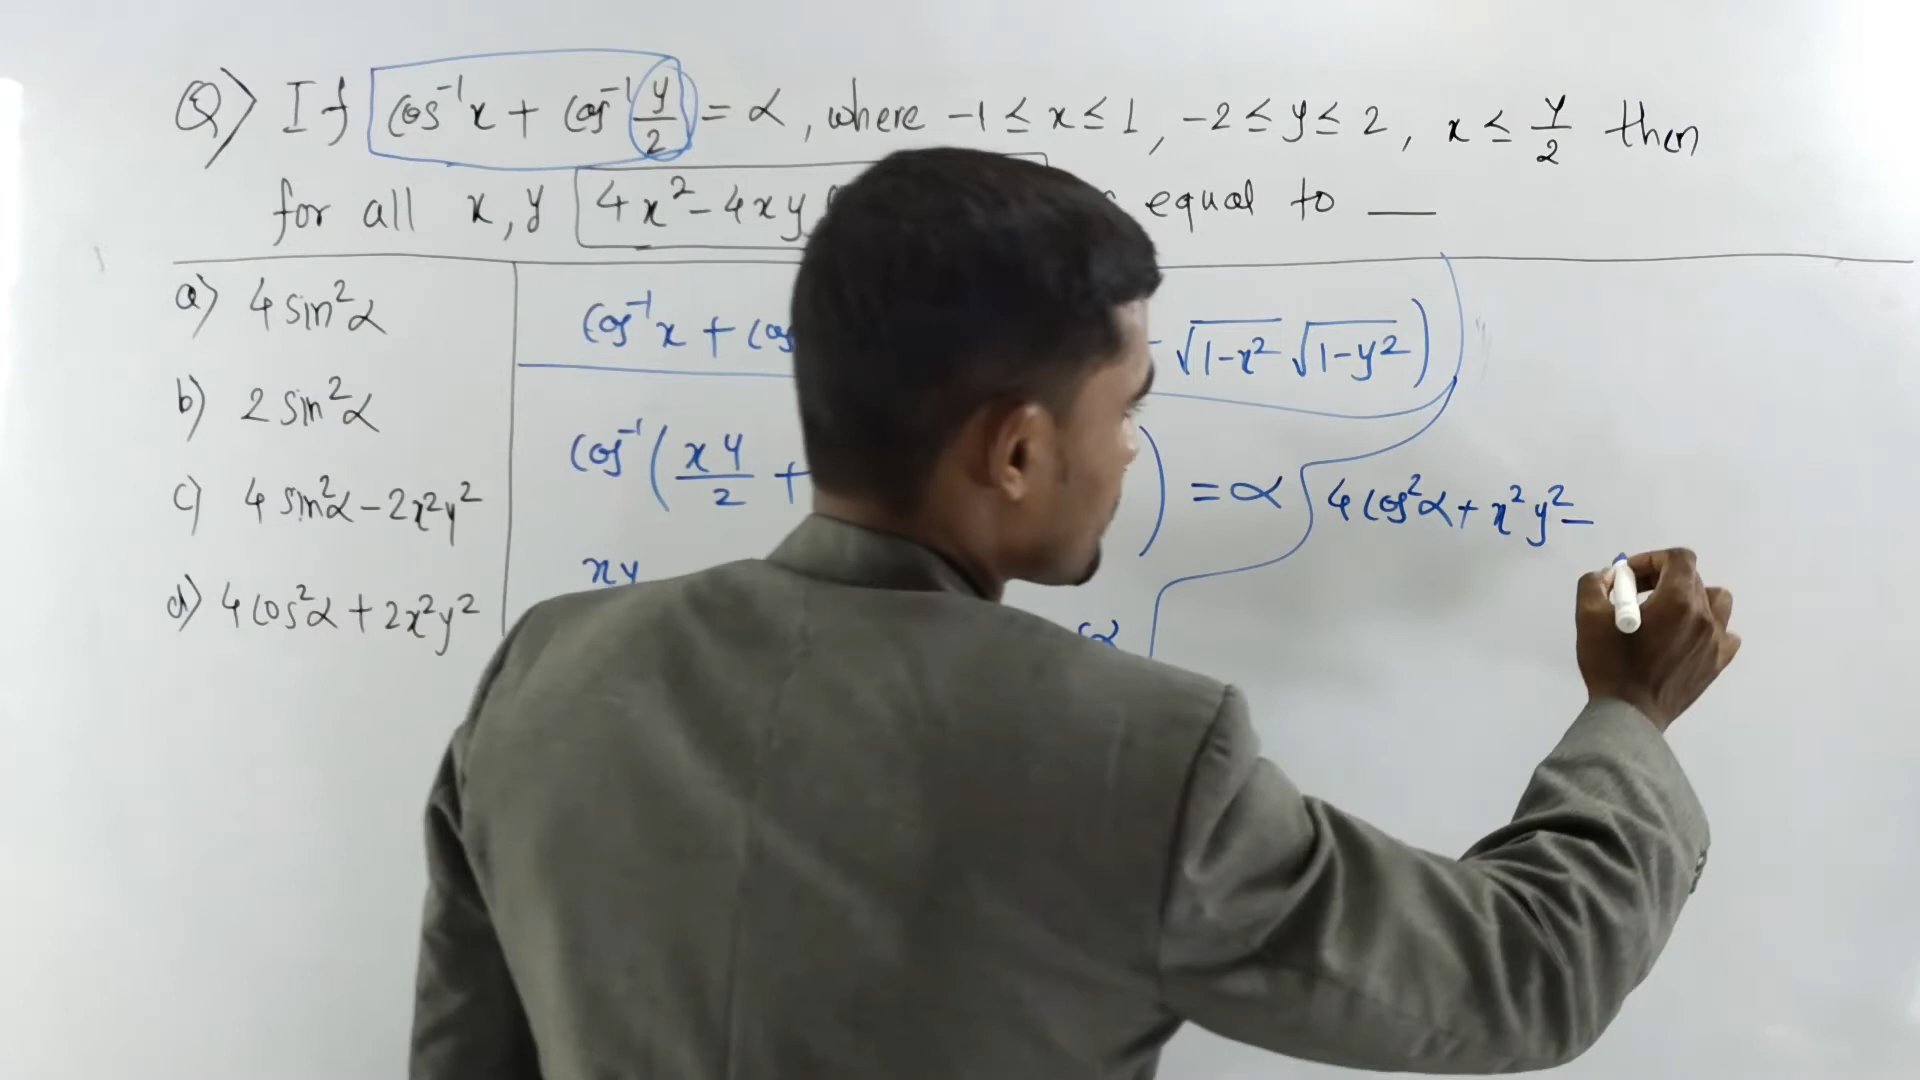 Q) If cos⁻¹x + cos⁻¹ y/2 = α, where -1 ≤ x ≤ 1, -2 ≤ y ≤ 2, x ≤ y/2 then
for all x, y 4x² - 4xy equal to __
a) 4 sin²α
b) 2 sin²α
c) 4 sin²α - 2x²y²
d) 4 cos²α + 2x²y²
cos⁻¹x + cos √1-x² √1-y² )
cos⁻¹ ( xy/2 + ) = α
xy
α
4 cos²α + x²y² -